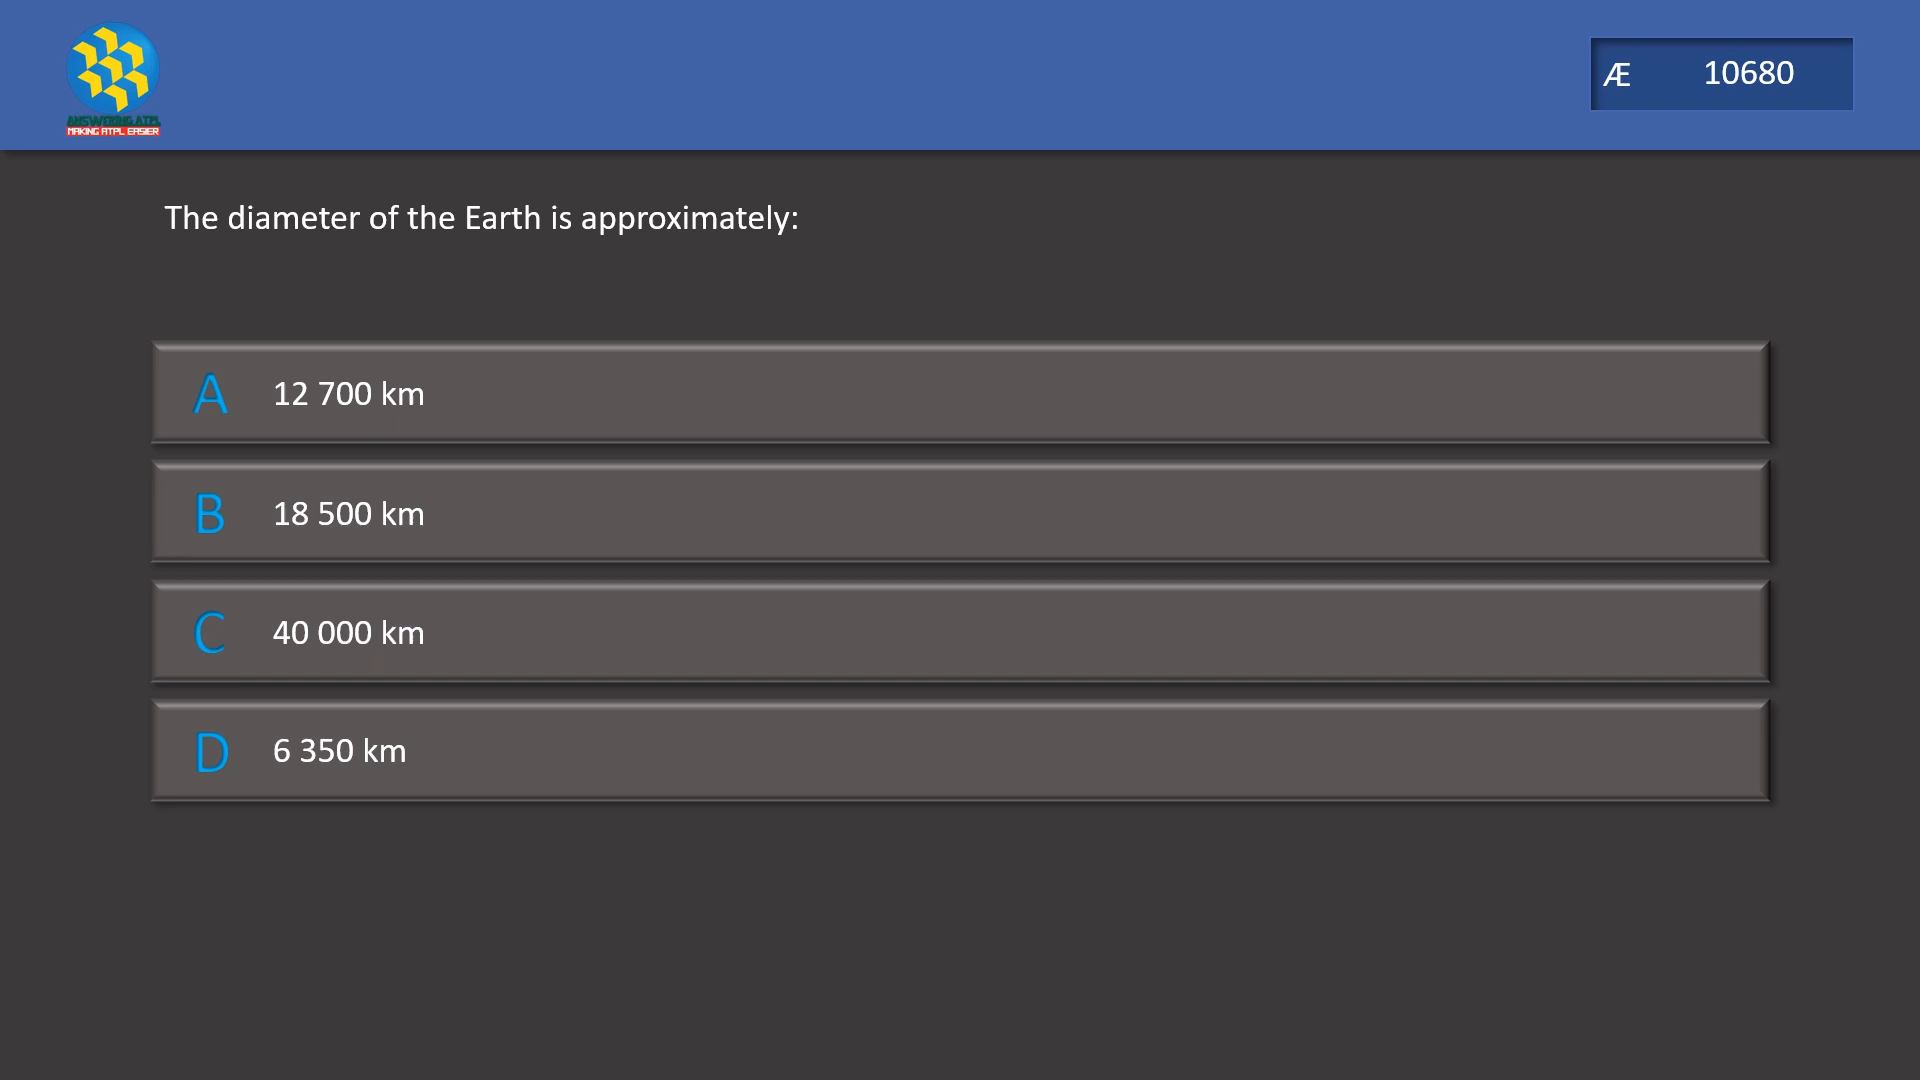 ANSWERING ATPL
MAKING ATPL EASIER
Æ 10680
The diameter of the Earth is approximately:
A 12 700 km
B 18 500 km
C 40 000 km
D 6 350 km